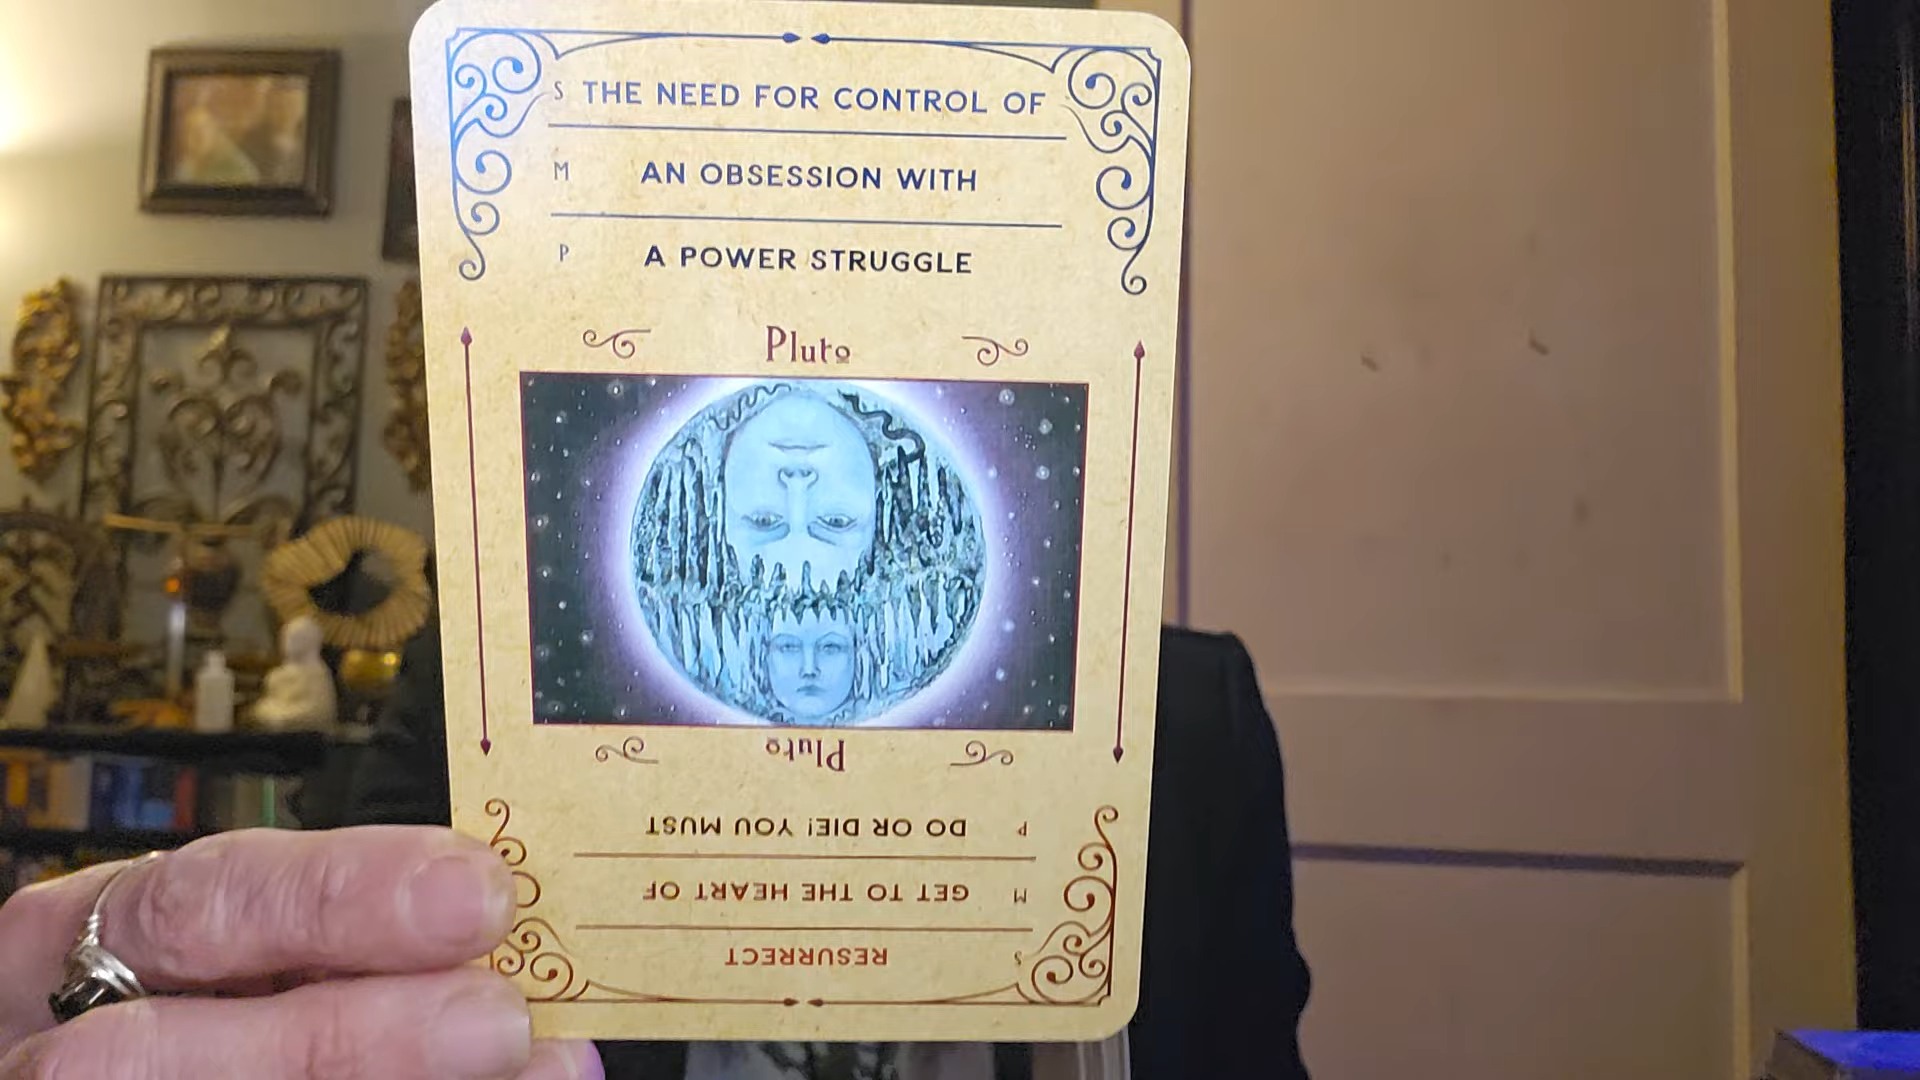 S THE NEED FOR CONTROL OF
M AN OBSESSION WITH
P A POWER STRUGGLE
Pluto
Pluto
P DO OR DIE! YOU MUST
M GET TO THE HEART OF
S RESURRECT